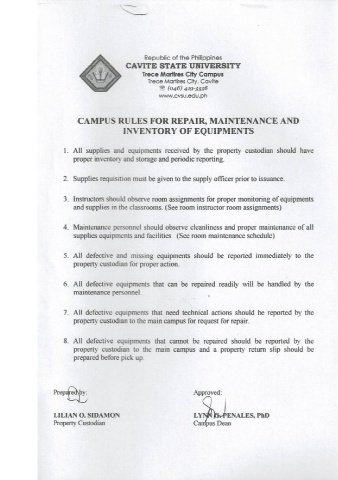 Republic of the Philippines
CAVITE STATE UNIVERSITY
Trece Martires City Campus
Trece Martires City, Cavite
www.cvsu.edu.ph
CAMPUS RULES FOR REPAIR, MAINTENANCE AND
INVENTORY OF EQUIPMENTS
1. All supplies and equipments received by the property custodian should have
proper inventory and storage and periodic reporting.
2. Supplies requisition must be given to the supply officer prior to issuance.
3. Instructors should observe room assignments for proper monitoring of equipments
and supplies in the classrooms. (See room instructor room assignments)
4. Maintenance personnel should observe cleanliness and proper maintenance of all
supplies equipments and facilities (See room maintenance schedule)
5. All defective and missing equipments should be reported immediately to the
property custodian for proper action.
6. All defective equipments that can be repaired readily will be handled by the
maintenance personnel.
7. All defective equipments that need technical actions should be reported by the
property custodian to the main campus for request for repair.
8. All defective equipments that cannot be repaired should be reported by the
property custodian to the main campus and a property return slip should be
prepared before pick up.
Prepared by: Approved:
LILIAN O. SIDAMON LYNN G. PENALES, PhD
Property Custodian Campus Dean